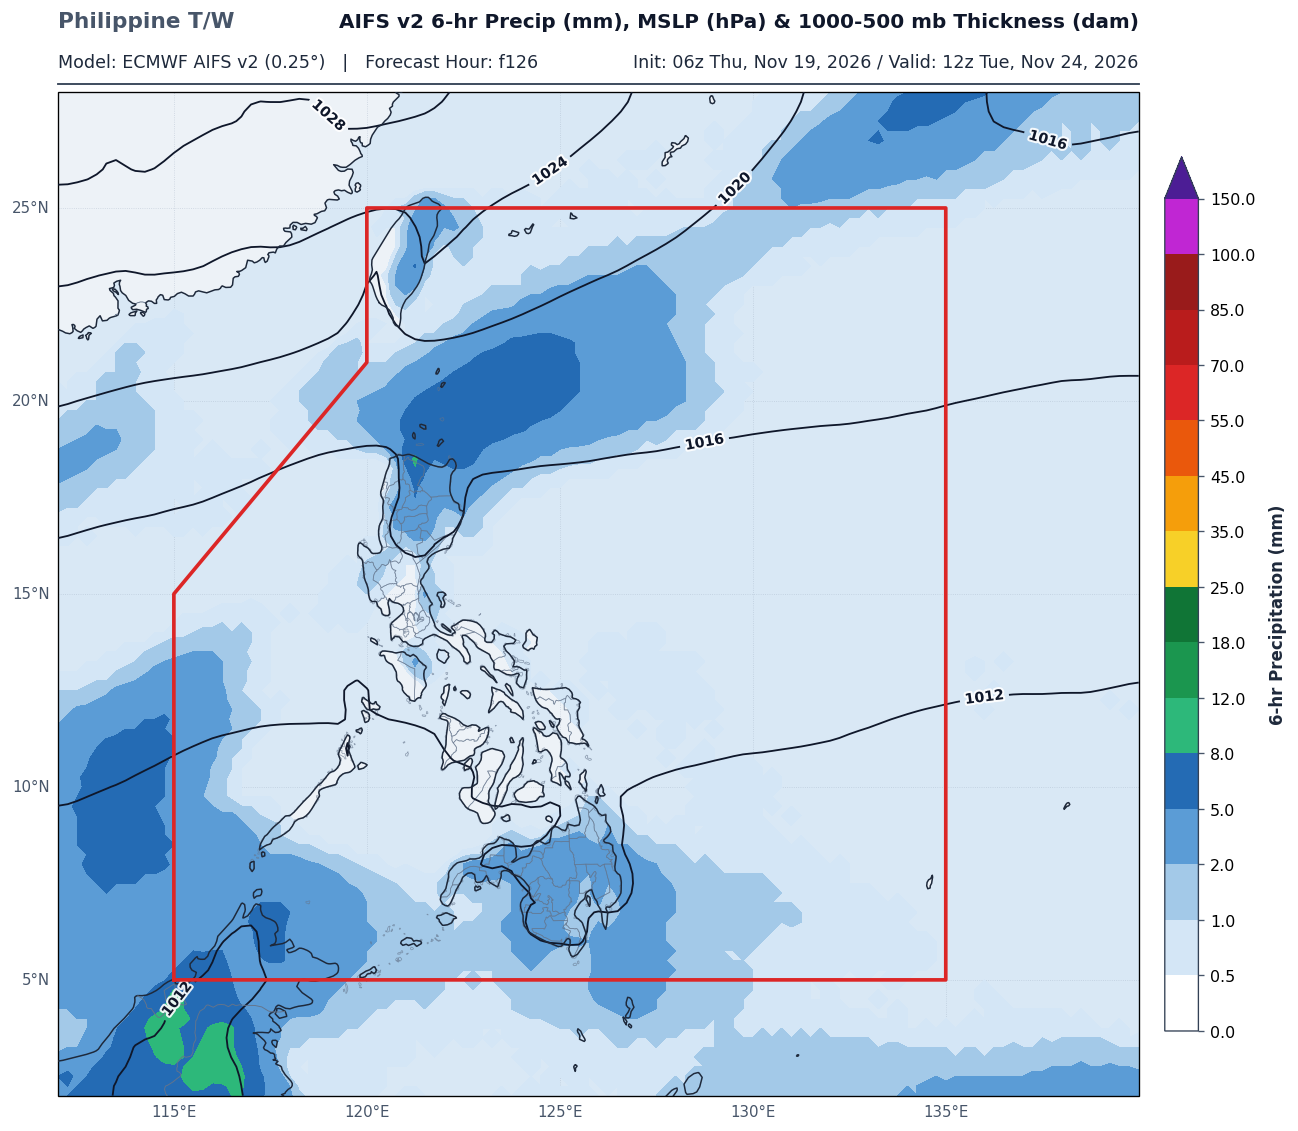 Philippine T/W
AIFS v2 6-hr Precip (mm), MSLP (hPa) & 1000-500 mb Thickness (dam)
Model: ECMWF AIFS v2 (0.25°) | Forecast Hour: f126
Init: 06z Thu, Nov 19, 2026 / Valid: 12z Tue, Nov 24, 2026
1028
1024
1020
1016
1016
1012
1012
25°N
20°N
15°N
10°N
5°N
115°E
120°E
125°E
130°E
135°E
150.0
100.0
85.0
70.0
55.0
45.0
35.0
25.0
18.0
12.0
8.0
5.0
2.0
1.0
0.5
0.0
6-hr Precipitation (mm)